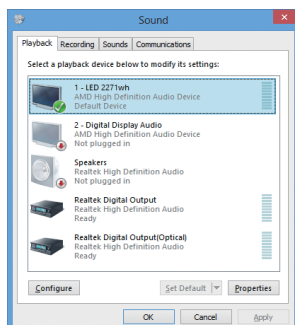 Sound
Playback Recording Sounds Communications
Select a playback device below to modify its settings:
1 - LED 2271wh
AMD High Definition Audio Device
Default Device
2 - Digital Display Audio
AMD High Definition Audio Device
Not plugged in
Speakers
Realtek High Definition Audio
Not plugged in
Realtek Digital Output
Realtek High Definition Audio
Ready
Realtek Digital Output(Optical)
Realtek High Definition Audio
Ready
Configure Set Default Properties
OK Cancel Apply